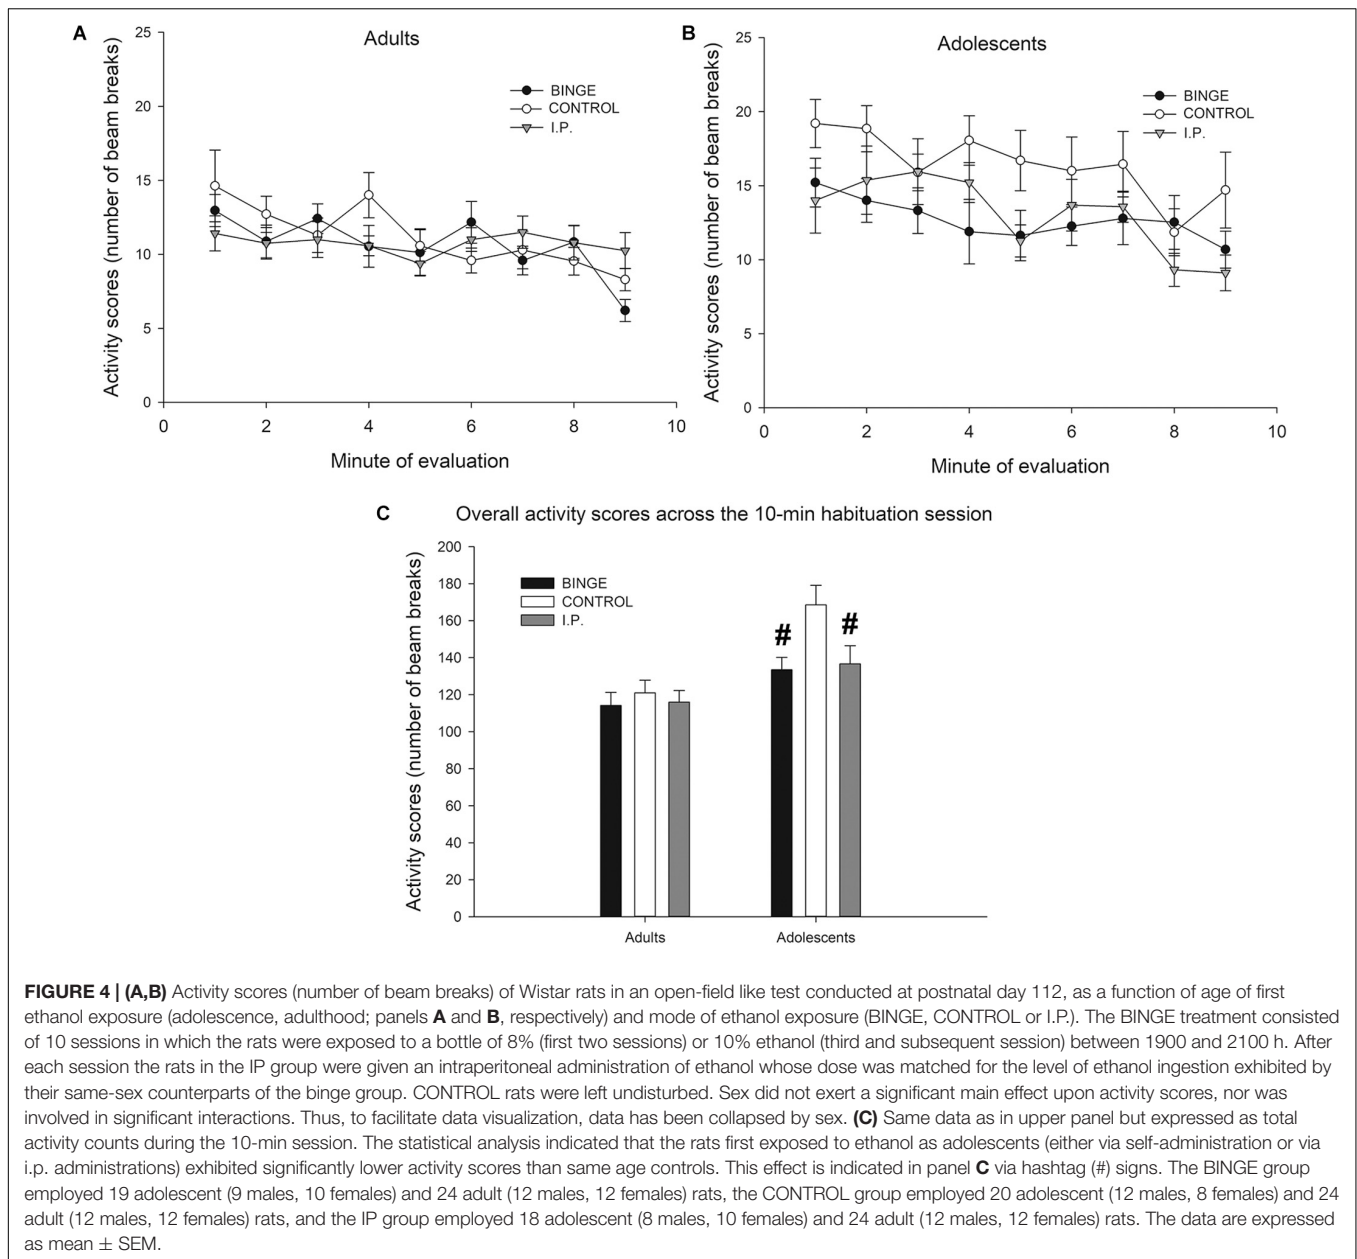 A
Adults
25
20
15
10
5
0
Activity scores (number of beam breaks)
BINGE
CONTROL
I.P.
0 2 4 6 8 10
Minute of evaluation
B
Adolescents
25
20
15
10
5
0
Activity scores (number of beam breaks)
BINGE
CONTROL
I.P.
0 2 4 6 8 10
Minute of evaluation
C Overall activity scores across the 10-min habituation session
200
180
160
140
120
100
80
60
40
20
0
Activity scores (number of beam breaks)
BINGE
CONTROL
I.P.
# #
Adults Adolescents
FIGURE 4 | (A,B) Activity scores (number of beam breaks) of Wistar rats in an open-field like test conducted at postnatal day 112, as a function of age of first
ethanol exposure (adolescence, adulthood; panels A and B, respectively) and mode of ethanol exposure (BINGE, CONTROL or I.P.). The BINGE treatment consisted
of 10 sessions in which the rats were exposed to a bottle of 8% (first two sessions) or 10% ethanol (third and subsequent session) between 1900 and 2100 h. After
each session the rats in the IP group were given an intraperitoneal administration of ethanol whose dose was matched for the level of ethanol ingestion exhibited by
their same-sex counterparts of the binge group. CONTROL rats were left undisturbed. Sex did not exert a significant main effect upon activity scores, nor was
involved in significant interactions. Thus, to facilitate data visualization, data has been collapsed by sex. (C) Same data as in upper panel but expressed as total
activity counts during the 10-min session. The statistical analysis indicated that the rats first exposed to ethanol as adolescents (either via self-administration or via
i.p. administrations) exhibited significantly lower activity scores than same age controls. This effect is indicated in panel C via hashtag (#) signs. The BINGE group
employed 19 adolescent (9 males, 10 females) and 24 adult (12 males, 12 females) rats, the CONTROL group employed 20 adolescent (12 males, 8 females) and 24
adult (12 males, 12 females) rats, and the IP group employed 18 adolescent (8 males, 10 females) and 24 adult (12 males, 12 females) rats. The data are expressed
as mean ± SEM.